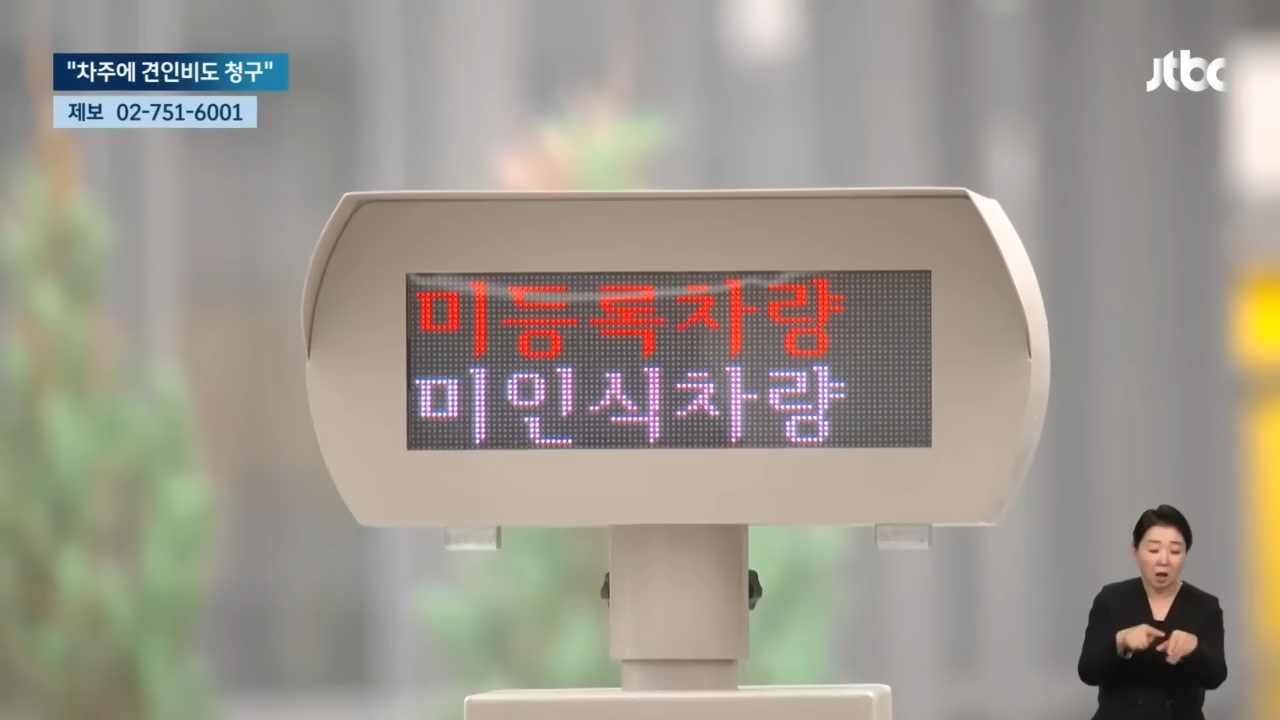 "차주에 견인비도 청구"
제보 02-751-6001
jtbc
미등록차량
미인식차량